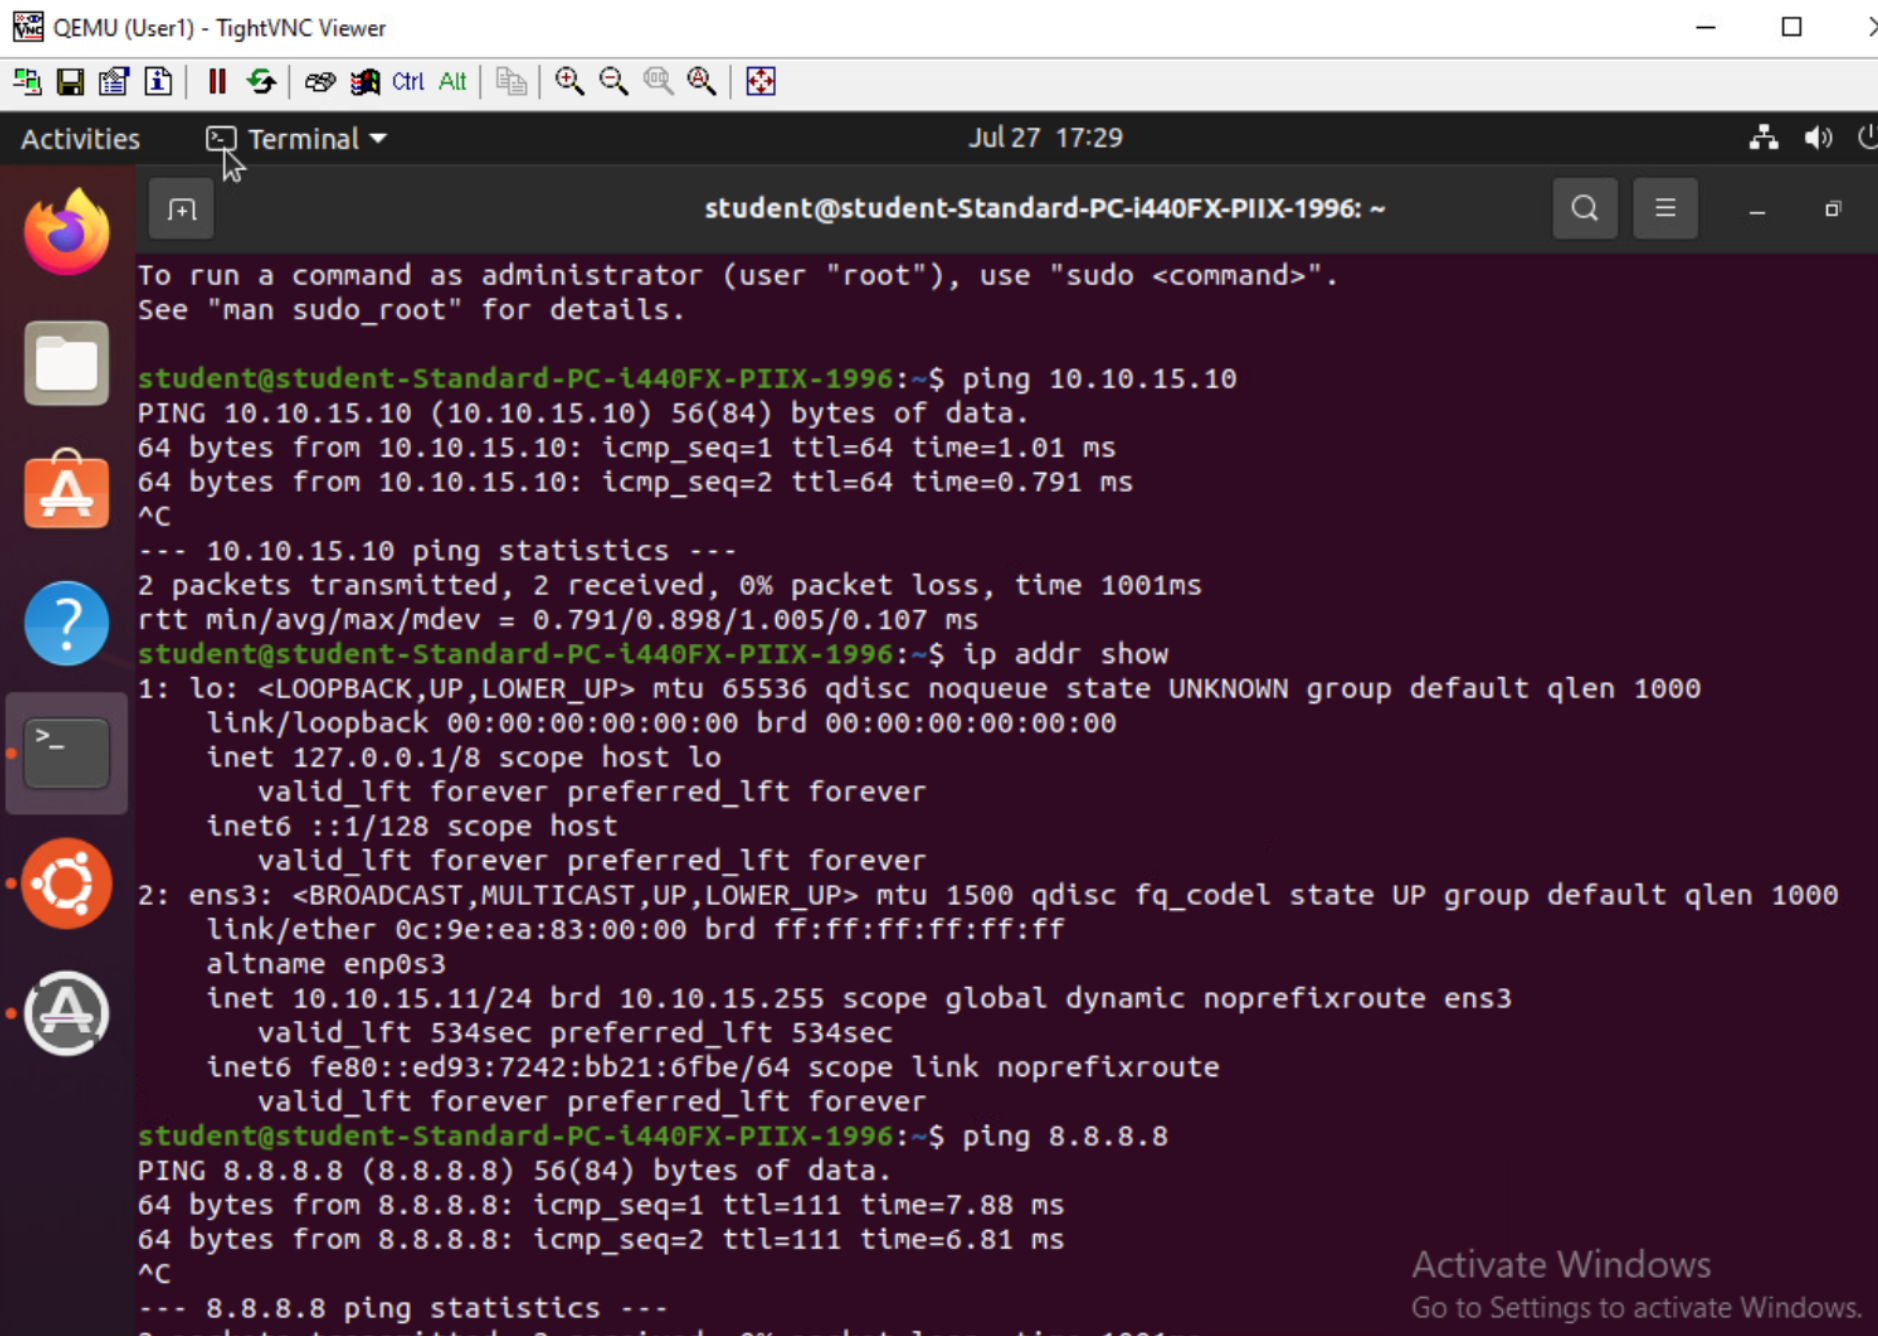 QEMU (User1) - TightVNC Viewer
Ctrl Alt
Activities Terminal Jul 27 17:29
student@student-Standard-PC-i440FX-PIIX-1996: ~
To run a command as administrator (user "root"), use "sudo <command>".
See "man sudo_root" for details.
student@student-Standard-PC-i440FX-PIIX-1996:~$ ping 10.10.15.10
PING 10.10.15.10 (10.10.15.10) 56(84) bytes of data.
64 bytes from 10.10.15.10: icmp_seq=1 ttl=64 time=1.01 ms
64 bytes from 10.10.15.10: icmp_seq=2 ttl=64 time=0.791 ms
^C
--- 10.10.15.10 ping statistics ---
2 packets transmitted, 2 received, 0% packet loss, time 1001ms
rtt min/avg/max/mdev = 0.791/0.898/1.005/0.107 ms
student@student-Standard-PC-i440FX-PIIX-1996:~$ ip addr show
1: lo: <LOOPBACK,UP,LOWER_UP> mtu 65536 qdisc noqueue state UNKNOWN group default qlen 1000
link/loopback 00:00:00:00:00:00 brd 00:00:00:00:00:00
inet 127.0.0.1/8 scope host lo
valid_lft forever preferred_lft forever
inet6 ::1/128 scope host
valid_lft forever preferred_lft forever
2: ens3: <BROADCAST,MULTICAST,UP,LOWER_UP> mtu 1500 qdisc fq_codel state UP group default qlen 1000
link/ether 0c:9e:ea:83:00:00 brd ff:ff:ff:ff:ff:ff
altname enp0s3
inet 10.10.15.11/24 brd 10.10.15.255 scope global dynamic noprefixroute ens3
valid_lft 534sec preferred_lft 534sec
inet6 fe80::ed93:7242:bb21:6fbe/64 scope link noprefixroute
valid_lft forever preferred_lft forever
student@student-Standard-PC-i440FX-PIIX-1996:~$ ping 8.8.8.8
PING 8.8.8.8 (8.8.8.8) 56(84) bytes of data.
64 bytes from 8.8.8.8: icmp_seq=1 ttl=111 time=7.88 ms
64 bytes from 8.8.8.8: icmp_seq=2 ttl=111 time=6.81 ms
^C
--- 8.8.8.8 ping statistics ---
Activate Windows
Go to Settings to activate Windows.